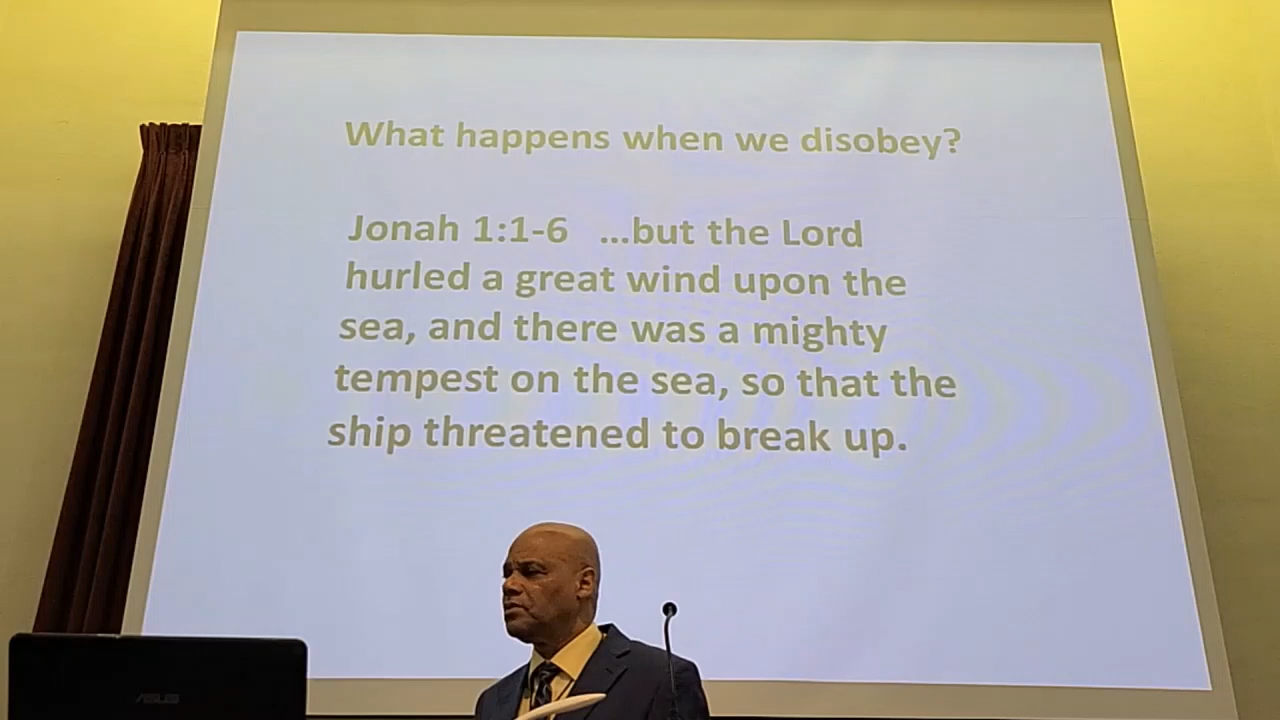 What happens when we disobey?
Jonah 1:1-6 ...but the Lord
hurled a great wind upon the
sea, and there was a mighty
tempest on the sea, so that the
ship threatened to break up.
ASUS